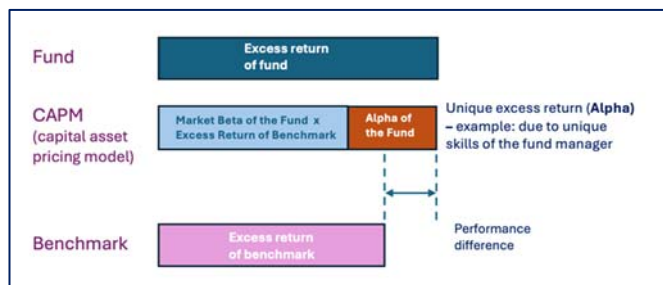 Fund
Excess return
of fund
CAPM
(capital asset
pricing model)
Market Beta of the Fund x
Excess Return of Benchmark
Alpha of
the Fund
Unique excess return (Alpha)
– example: due to unique
skills of the fund manager
Benchmark
Excess return
of benchmark
Performance
difference